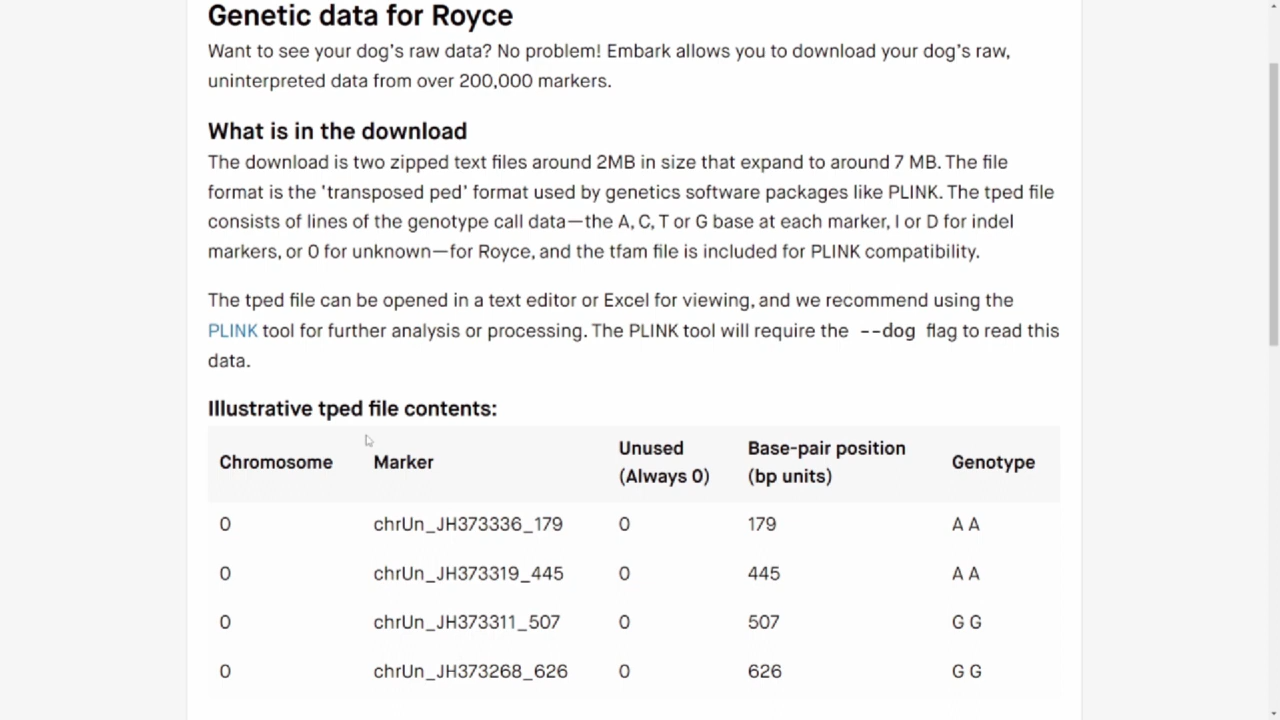 Genetic data for Royce
Want to see your dog's raw data? No problem! Embark allows you to download your dog's raw,
uninterpreted data from over 200,000 markers.
What is in the download
The download is two zipped text files around 2MB in size that expand to around 7 MB. The file
format is the 'transposed ped' format used by genetics software packages like PLINK. The tped file
consists of lines of the genotype call data—the A, C, T or G base at each marker, I or D for indel
markers, or 0 for unknown—for Royce, and the tfam file is included for PLINK compatibility.
The tped file can be opened in a text editor or Excel for viewing, and we recommend using the
PLINK tool for further analysis or processing. The PLINK tool will require the --dog flag to read this
data.
Illustrative tped file contents:
Chromosome Marker Unused (Always 0) Base-pair position (bp units) Genotype
0 chrUn_JH373336_179 0 179 A A
0 chrUn_JH373319_445 0 445 A A
0 chrUn_JH373311_507 0 507 G G
0 chrUn_JH373268_626 0 626 G G